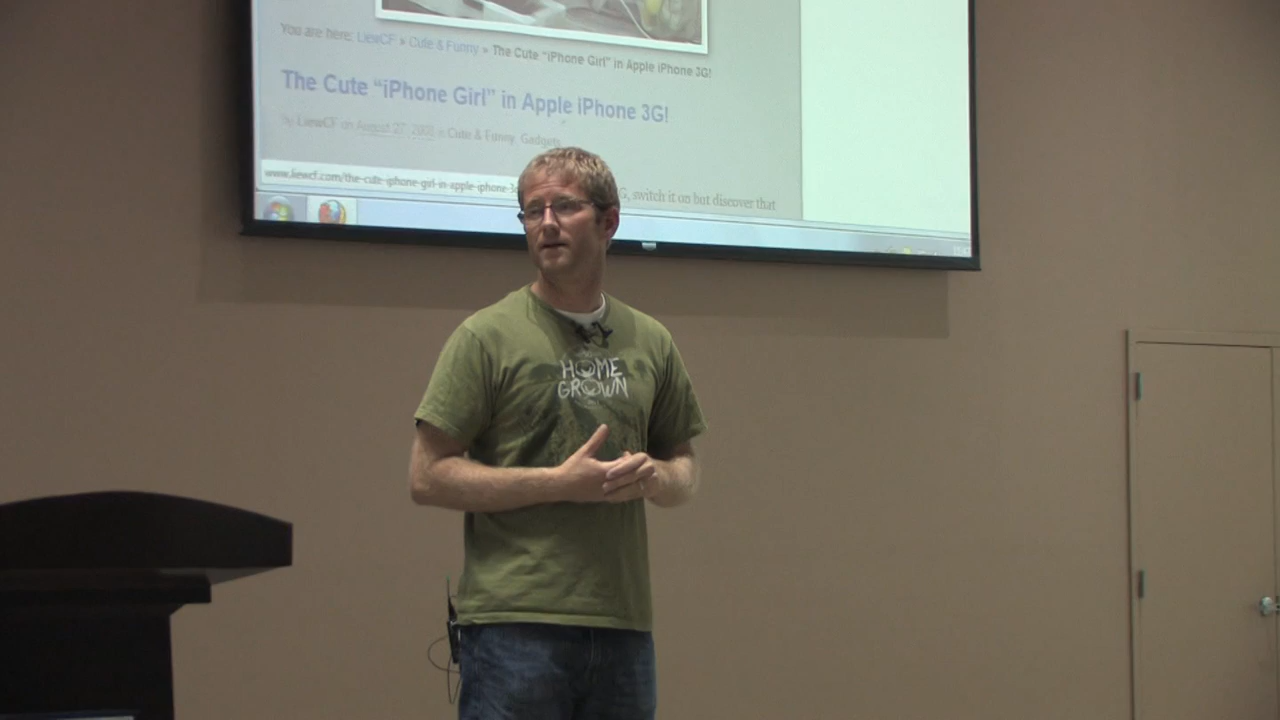 You are here: LiewCF » Cute & Funny » The Cute "iPhone Girl" in Apple iPhone 3G!
The Cute "iPhone Girl" in Apple iPhone 3G!
by LiewCF on August 27, 2008 Cute & Funny, Gadgets
www.liewcf.com/the-cute-iphone-girl-in-apple-iphone-3
G, switch it on but discover that
HOME
GROWN